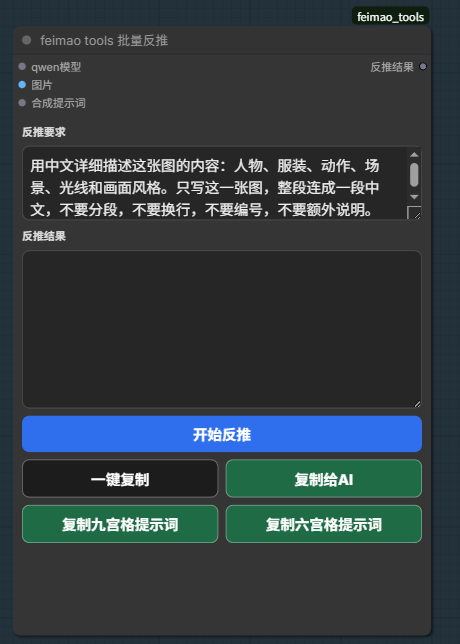 feimao_tools
feimao tools 批量反推
qwen模型
反推结果
图片
合成提示词
反推要求
用中文详细描述这张图的内容：人物、服装、动作、场
景、光线和画面风格。只写这一张图，整段连成一段中
文，不要分段，不要换行，不要编号，不要额外说明。
反推结果
开始反推
一键复制
复制给AI
复制九宫格提示词
复制六宫格提示词